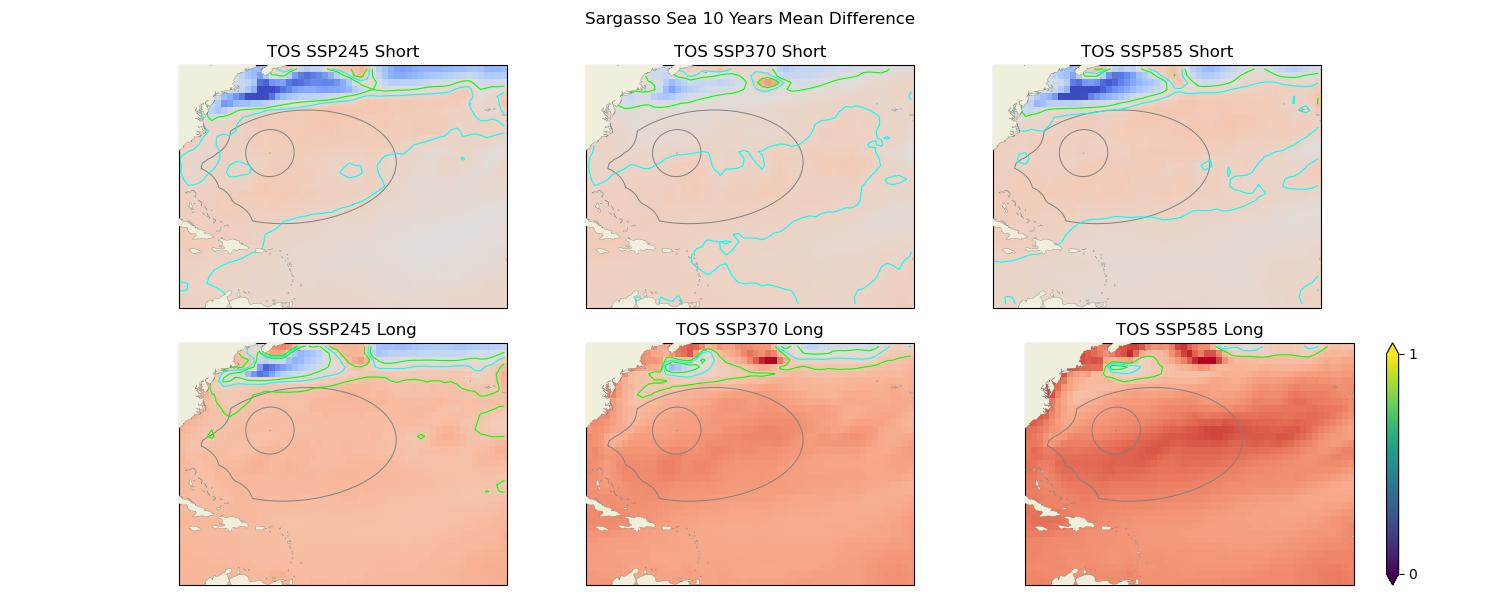 Sargasso Sea 10 Years Mean Difference
TOS SSP245 Short
TOS SSP370 Short
TOS SSP585 Short
TOS SSP245 Long
TOS SSP370 Long
TOS SSP585 Long
1
0